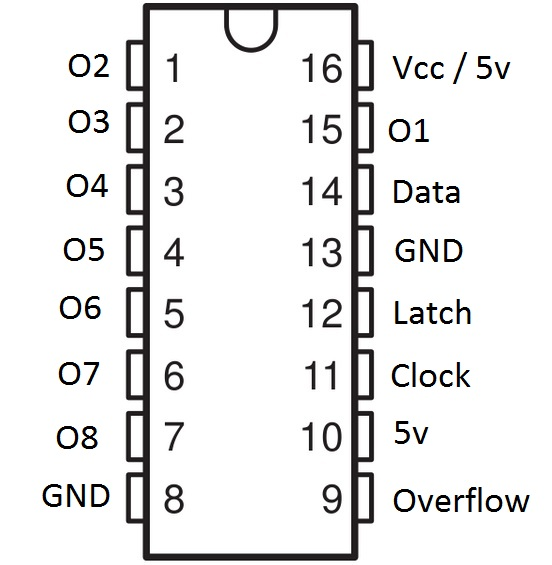 O2 1 16 Vcc / 5v
O3 2 15 O1
O4 3 14 Data
O5 4 13 GND
O6 5 12 Latch
O7 6 11 Clock
O8 7 10 5v
GND 8 9 Overflow